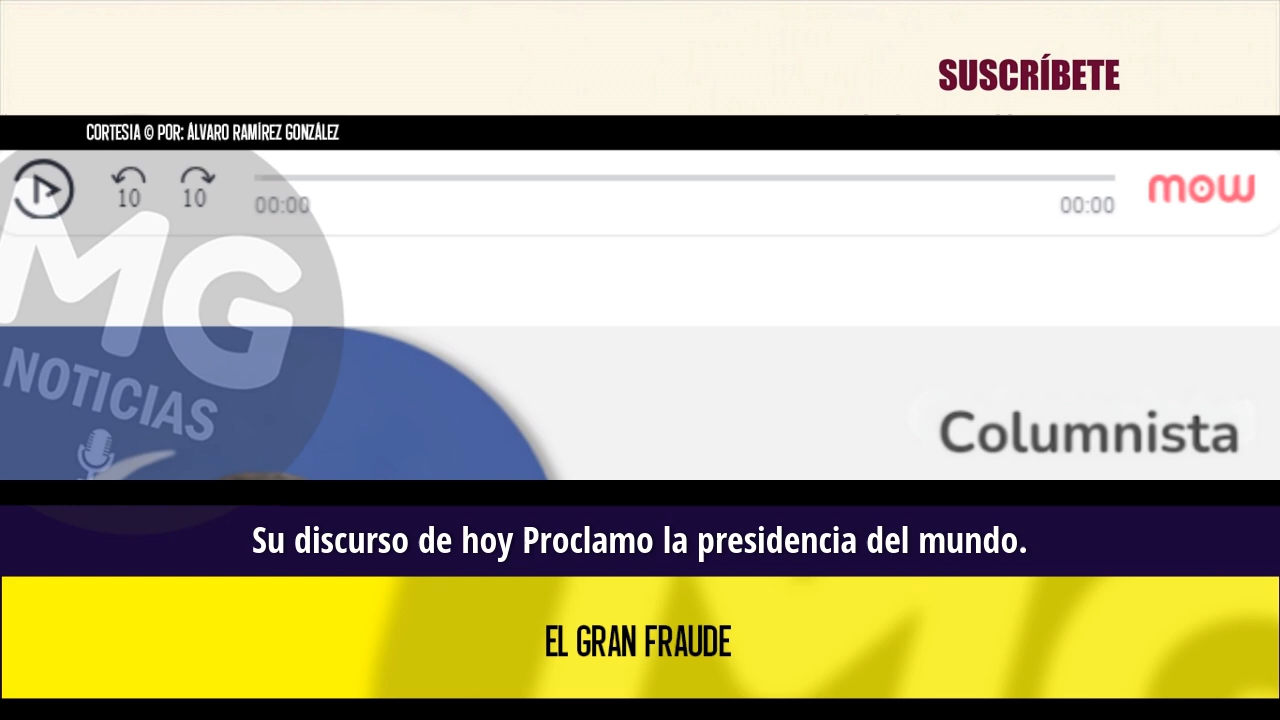 SUSCRÍBETE
CORTESIA © POR: ÁLVARO RAMÍREZ GONZÁLEZ
10 10
00:00 00:00
mow
MG
NOTICIAS
Columnista
Su discurso de hoy Proclamo la presidencia del mundo.
EL GRAN FRAUDE
MG